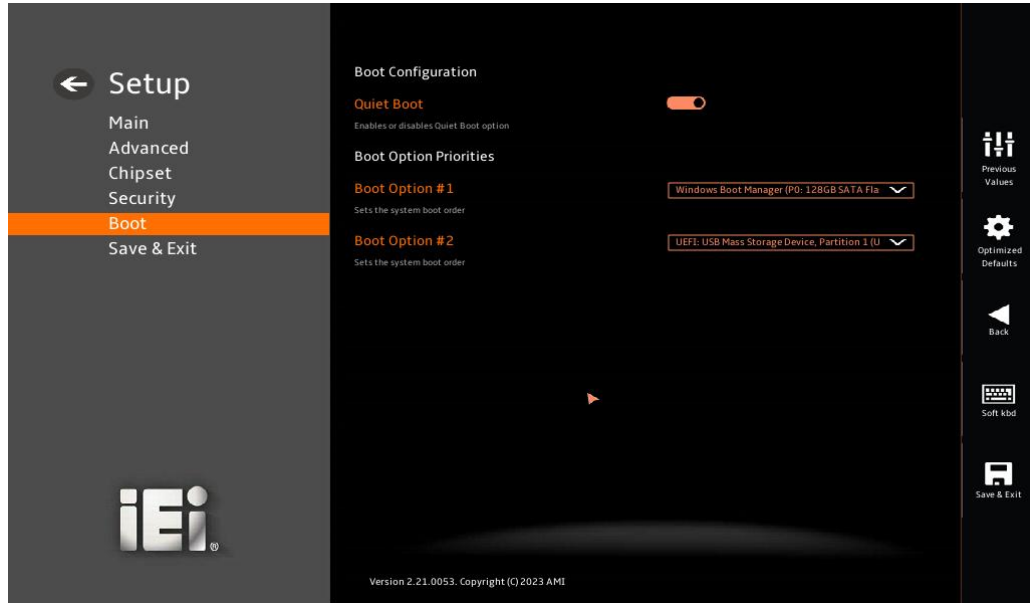 Setup
Main
Advanced
Chipset
Security
Boot
Save & Exit
iEi®
Boot Configuration
Quiet Boot
Enables or disables Quiet Boot option
Boot Option Priorities
Boot Option #1
Windows Boot Manager (P0: 128GB SATA Fla
Sets the system boot order
Boot Option #2
UEFI: USB Mass Storage Device, Partition 1 (U
Sets the system boot order
Version 2.21.0053. Copyright (C) 2023 AMI
Previous
Values
Optimized
Defaults
Back
Soft kbd
Save & Exit